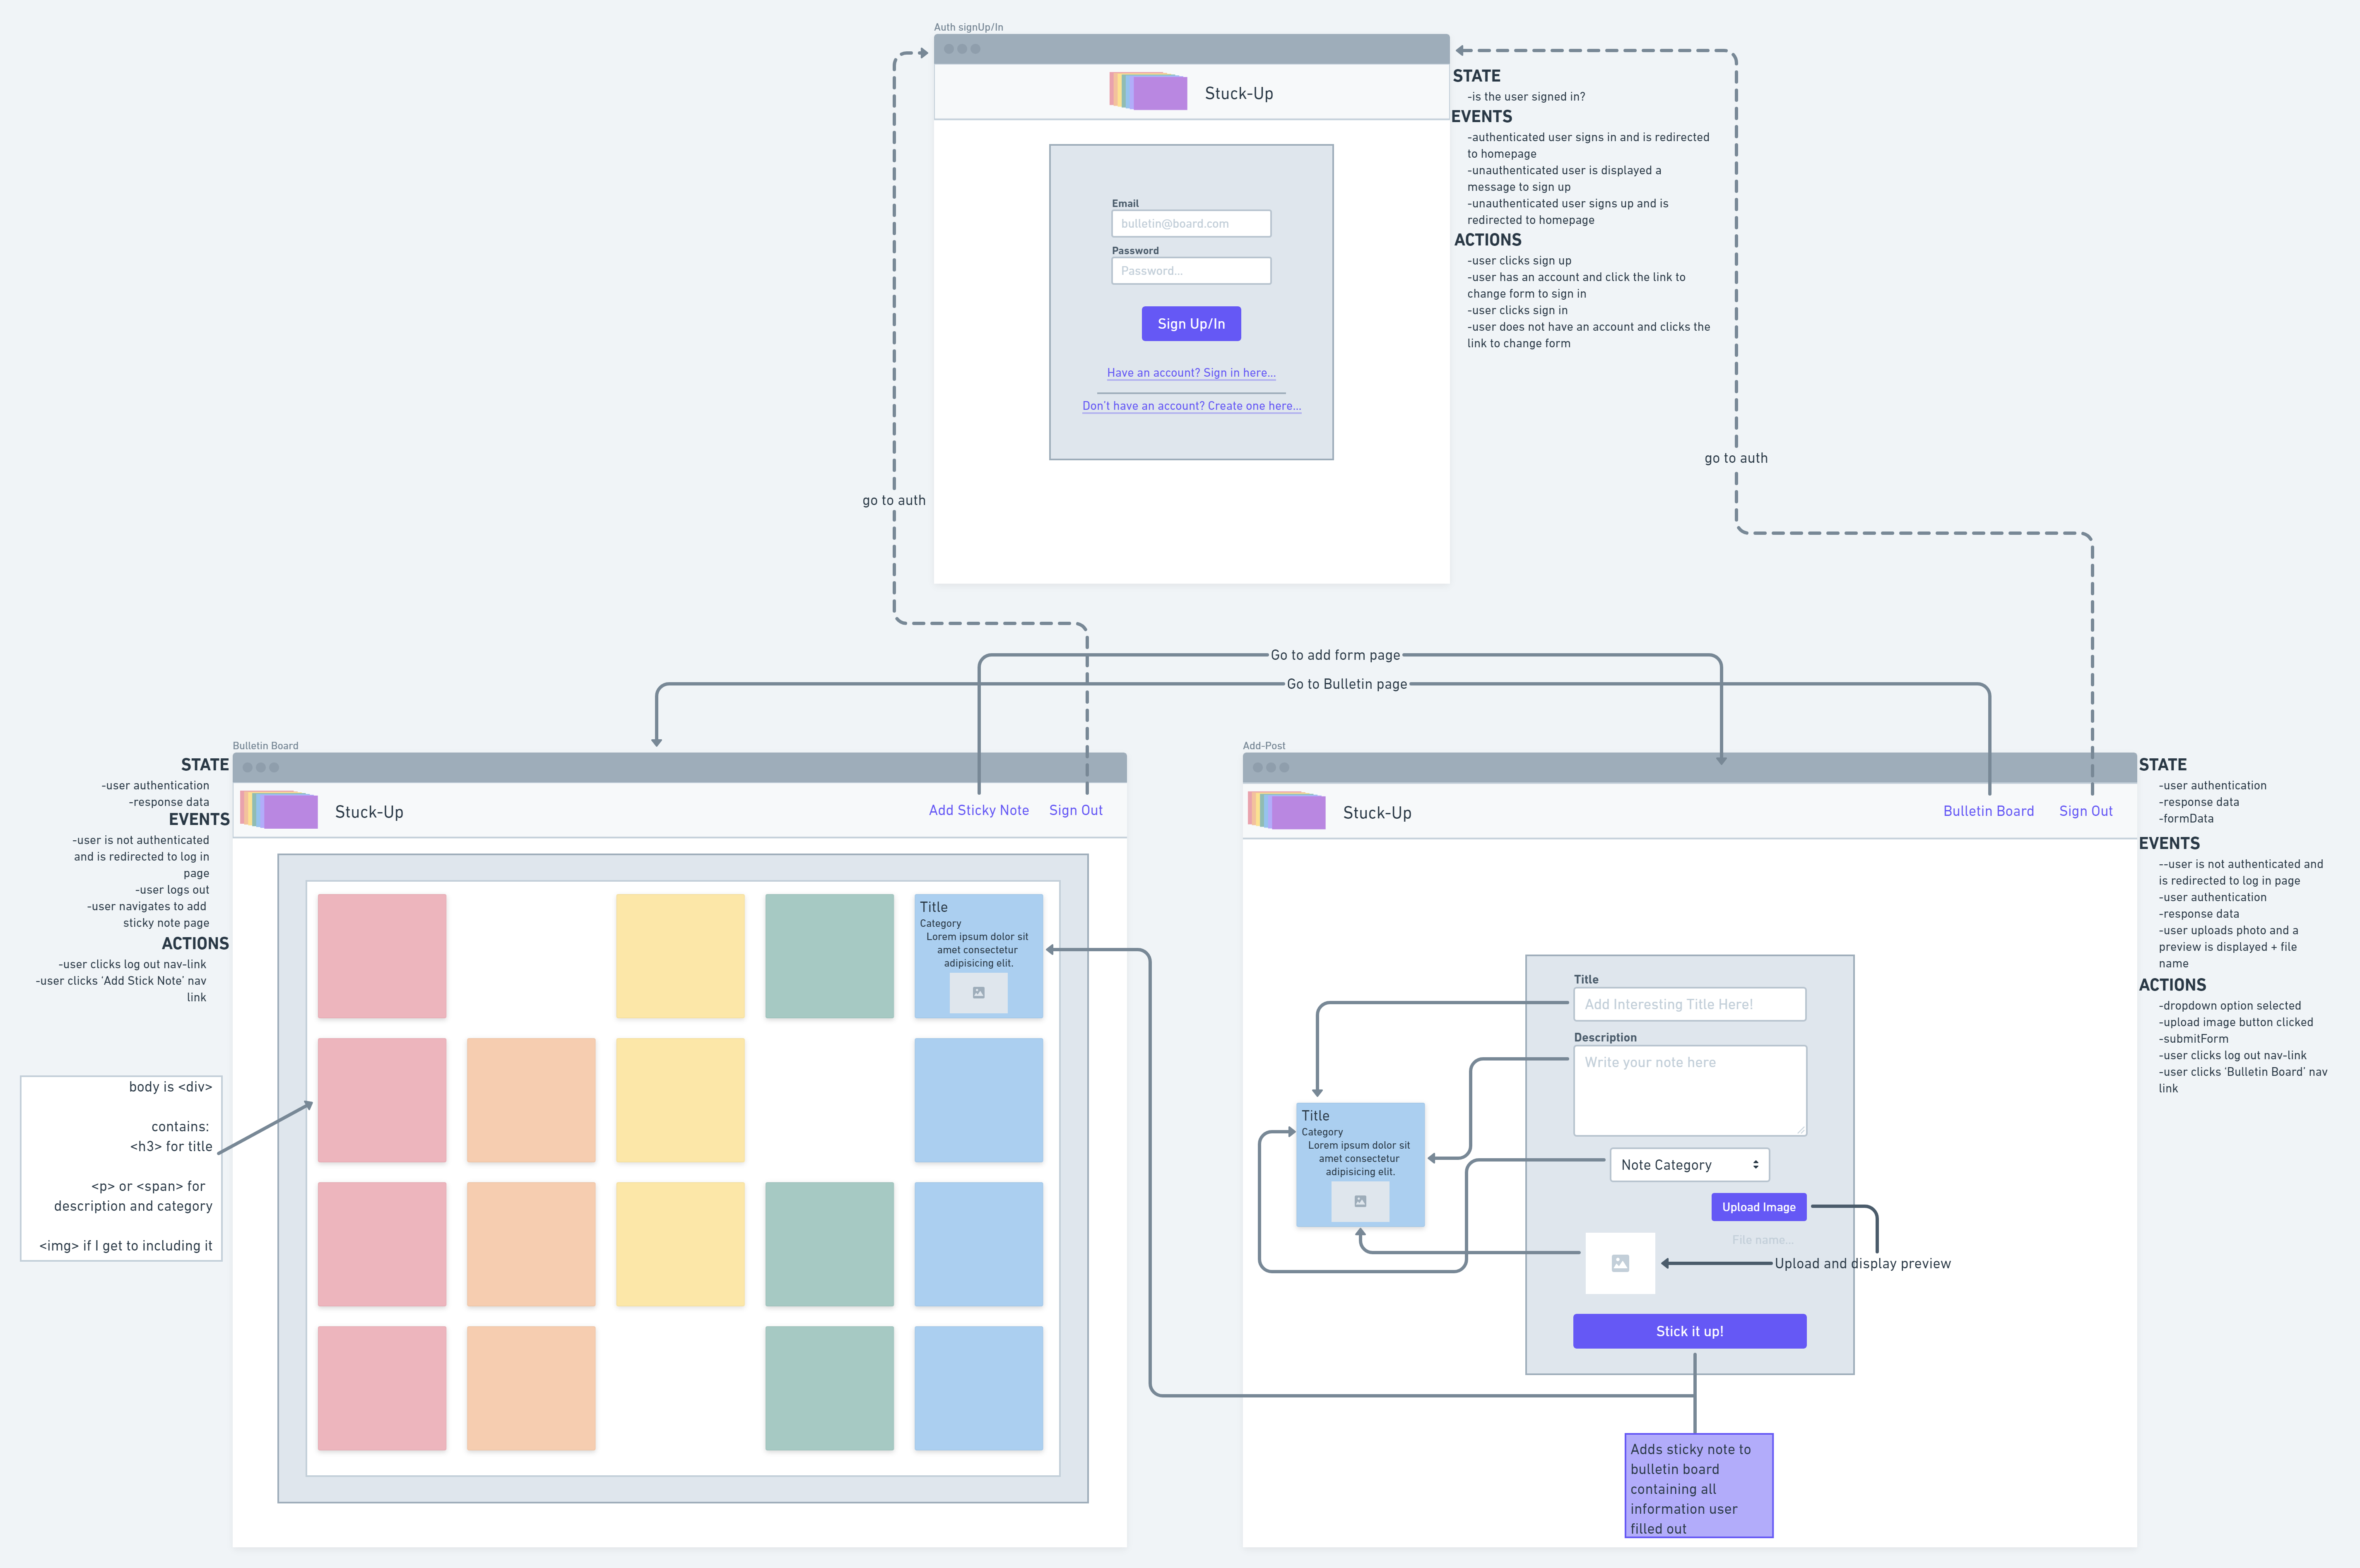 Auth signUp/In
Stuck-Up
Email
bulletin@board.com
Password
Password...
Sign Up/In
Have an account? Sign in here...
Don't have an account? Create one here...
STATE
-is the user signed in?
EVENTS
-authenticated user signs in and is redirected
to homepage
-unauthenticated user is displayed a
message to sign up
-unauthenticated user signs up and is
redirected to homepage
ACTIONS
-user clicks sign up
-user has an account and click the link to
change form to sign in
-user clicks sign in
-user does not have an account and clicks the
link to change form
go to auth
go to auth
Go to add form page
Go to Bulletin page
STATE
-user authentication
-response data
EVENTS
-user is not authenticated
and is redirected to log in
page
-user logs out
-user navigates to add
sticky note page
ACTIONS
-user clicks log out nav-link
-user clicks ‘Add Stick Note’ nav
link
body is <div>
contains:
<h3> for title
<p> or <span> for
description and category
<img> if I get to including it
Bulletin Board
Stuck-Up
Add Sticky Note
Sign Out
Title
Category
Lorem ipsum dolor sit
amet consectetur
adipisicing elit.
Add-Post
Stuck-Up
Bulletin Board
Sign Out
Title
Add Interesting Title Here!
Description
Write your note here
Note Category
Upload Image
File name...
Upload and display preview
Stick it up!
Title
Category
Lorem ipsum dolor sit
amet consectetur
adipisicing elit.
Adds sticky note to
bulletin board
containing all
information user
filled out
STATE
-user authentication
-response data
-formData
EVENTS
--user is not authenticated and
is redirected to log in page
-user authentication
-response data
-user uploads photo and a
preview is displayed + file
name
ACTIONS
-dropdown option selected
-upload image button clicked
-submitForm
-user clicks log out nav-link
-user clicks ‘Bulletin Board’ nav
link